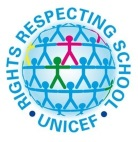 RIGHTS RESPECTING SCHOOL
• UNICEF •